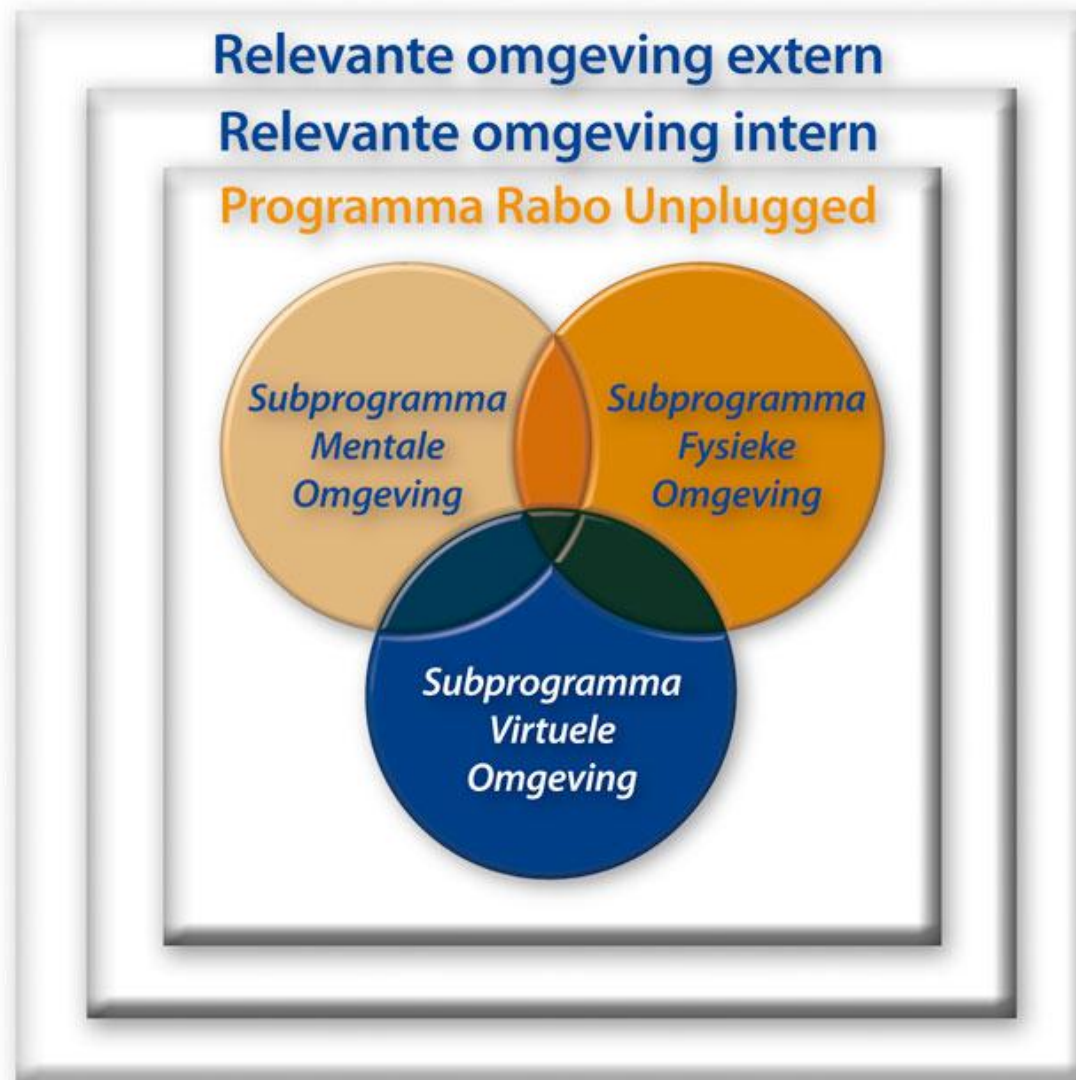 Relevante omgeving extern
Relevante omgeving intern
Programma Rabo Unplugged
Subprogramma
Mentale
Omgeving
Subprogramma
Fysieke
Omgeving
Subprogramma
Virtuele
Omgeving